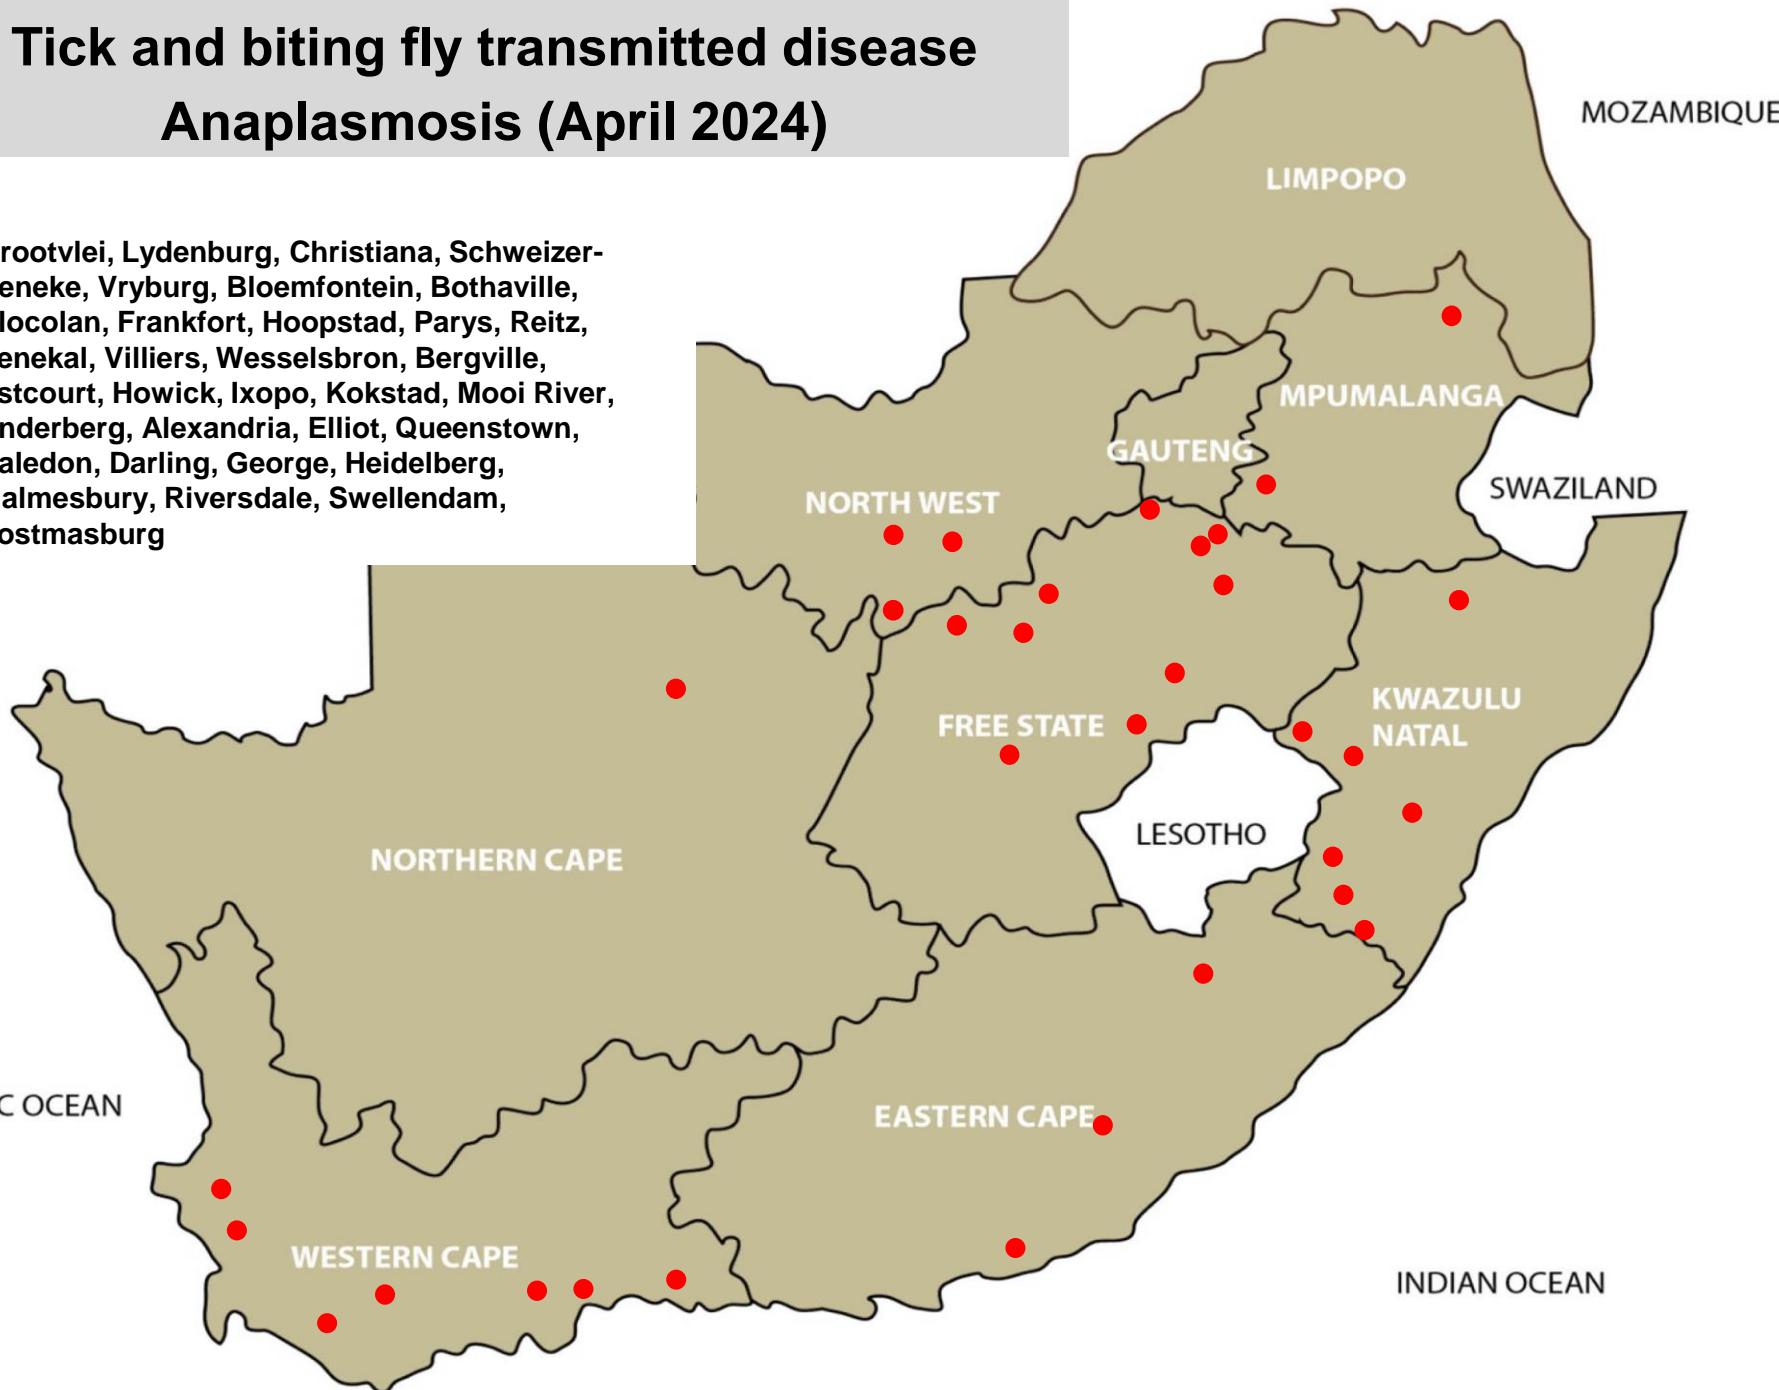 Tick and biting fly transmitted disease
Anaplasmosis (April 2024)
rootvlei, Lydenburg, Christiana, Schweizer-
eneke, Vryburg, Bloemfontein, Bothaville,
locolan, Frankfort, Hoopstad, Parys, Reitz,
enekal, Villiers, Wesselsbron, Bergville,
stcourt, Howick, Ixopo, Kokstad, Mooi River,
nderberg, Alexandria, Elliot, Queenstown,
aledon, Darling, George, Heidelberg,
almesbury, Riversdale, Swellendam,
ostmasburg
MOZAMBIQUE
LIMPOPO
MPUMALANGA
GAUTENG
SWAZILAND
NORTH WEST
KWAZULU
NATAL
FREE STATE
LESOTHO
NORTHERN CAPE
C OCEAN
EASTERN CAPE
WESTERN CAPE
INDIAN OCEAN